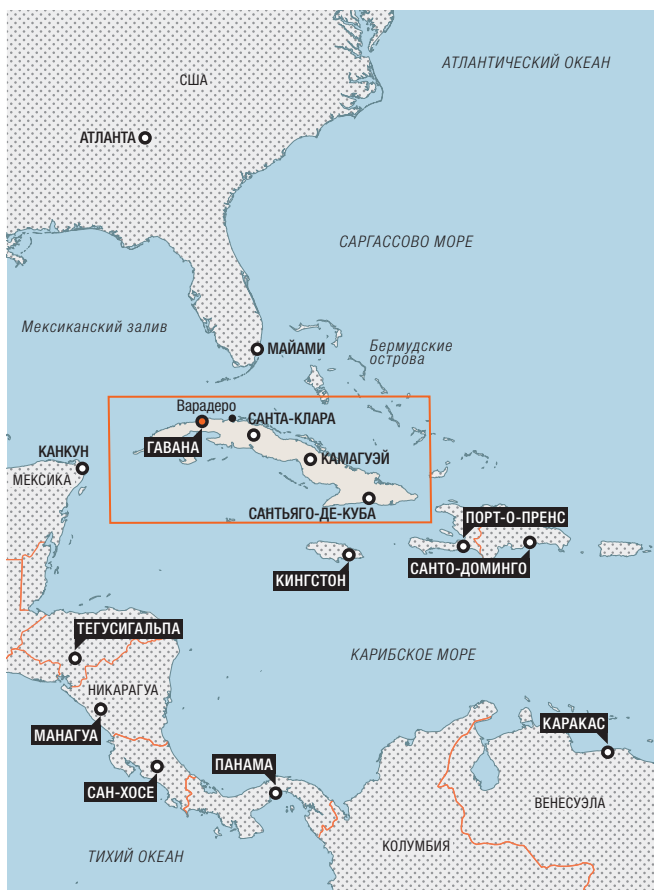 АТЛАНТИЧЕСКИЙ ОКЕАН
США
АТЛАНТА
САРГАССОВО МОРЕ
Мексиканский залив
МАЙАМИ
Бермудские
острова
Варадеро
САНТА-КЛАРА
ГАВАНА
КАНКУН
КАМАГУЭЙ
МЕКСИКА
САНТЬЯГО-ДЕ-КУБА
ПОРТ-О-ПРЕНС
САНТО-ДОМИНГО
КИНГСТОН
ТЕГУСИГАЛЬПА
КАРИБСКОЕ МОРЕ
НИКАРАГУА
КАРАКАС
МАНАГУА
ПАНАМА
САН-ХОСЕ
ВЕНЕСУЭЛА
КОЛУМБИЯ
ТИХИЙ ОКЕАН